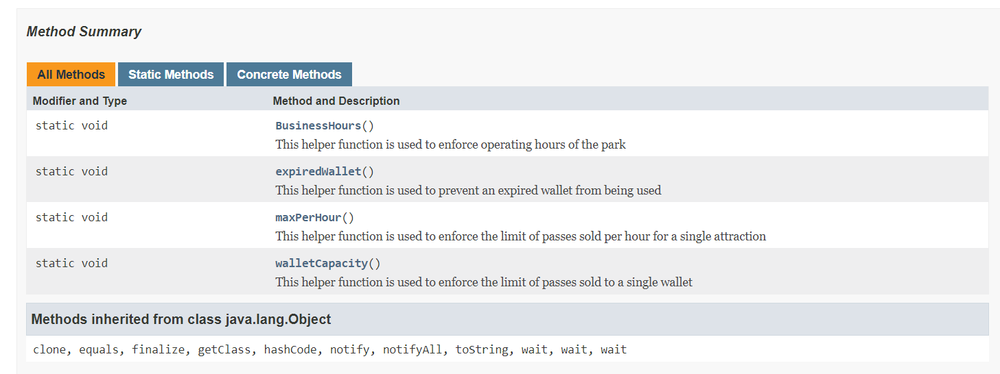 Method Summary
All Methods Static Methods Concrete Methods
Modifier and Type Method and Description
static void BusinessHours()
This helper function is used to enforce operating hours of the park
static void expiredWallet()
This helper function is used to prevent an expired wallet from being used
static void maxPerHour()
This helper function is used to enforce the limit of passes sold per hour for a single attraction
static void walletCapacity()
This helper function is used to enforce the limit of passes sold to a single wallet
Methods inherited from class java.lang.Object
clone, equals, finalize, getClass, hashCode, notify, notifyAll, toString, wait, wait, wait